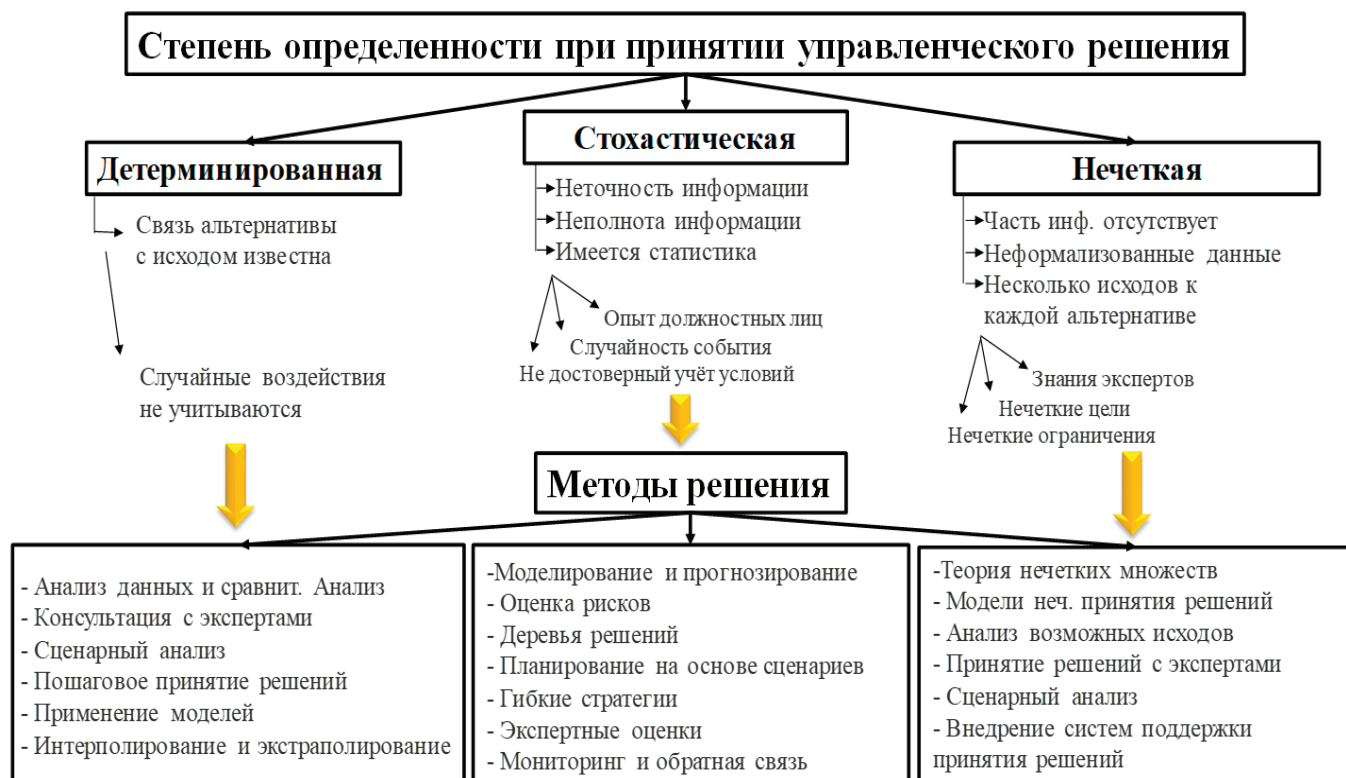 Степень определенности при принятии управленческого решения
Детерминированная
Связь альтернативы
с исходом известна
Случайные воздействия
не учитываются
Стохастическая
Неточность информации
Неполнота информации
Имеется статистика
Опыт должностных лиц
Случайность события
Не достоверный учёт условий
Нечеткая
Часть инф. отсутствует
Неформализованные данные
Несколько исходов к
каждой альтернативе
Знания экспертов
Нечеткие цели
Нечеткие ограничения
Методы решения
- Анализ данных и сравнит. Анализ
- Консультация с экспертами
- Сценарный анализ
- Пошаговое принятие решений
- Применение моделей
- Интерполирование и экстраполирование
-Моделирование и прогнозирование
- Оценка рисков
- Деревья решений
- Планирование на основе сценариев
- Гибкие стратегии
- Экспертные оценки
- Мониторинг и обратная связь
-Теория нечетких множеств
- Модели неч. принятия решений
- Анализ возможных исходов
- Принятие решений с экспертами
- Сценарный анализ
- Внедрение систем поддержки
принятия решений